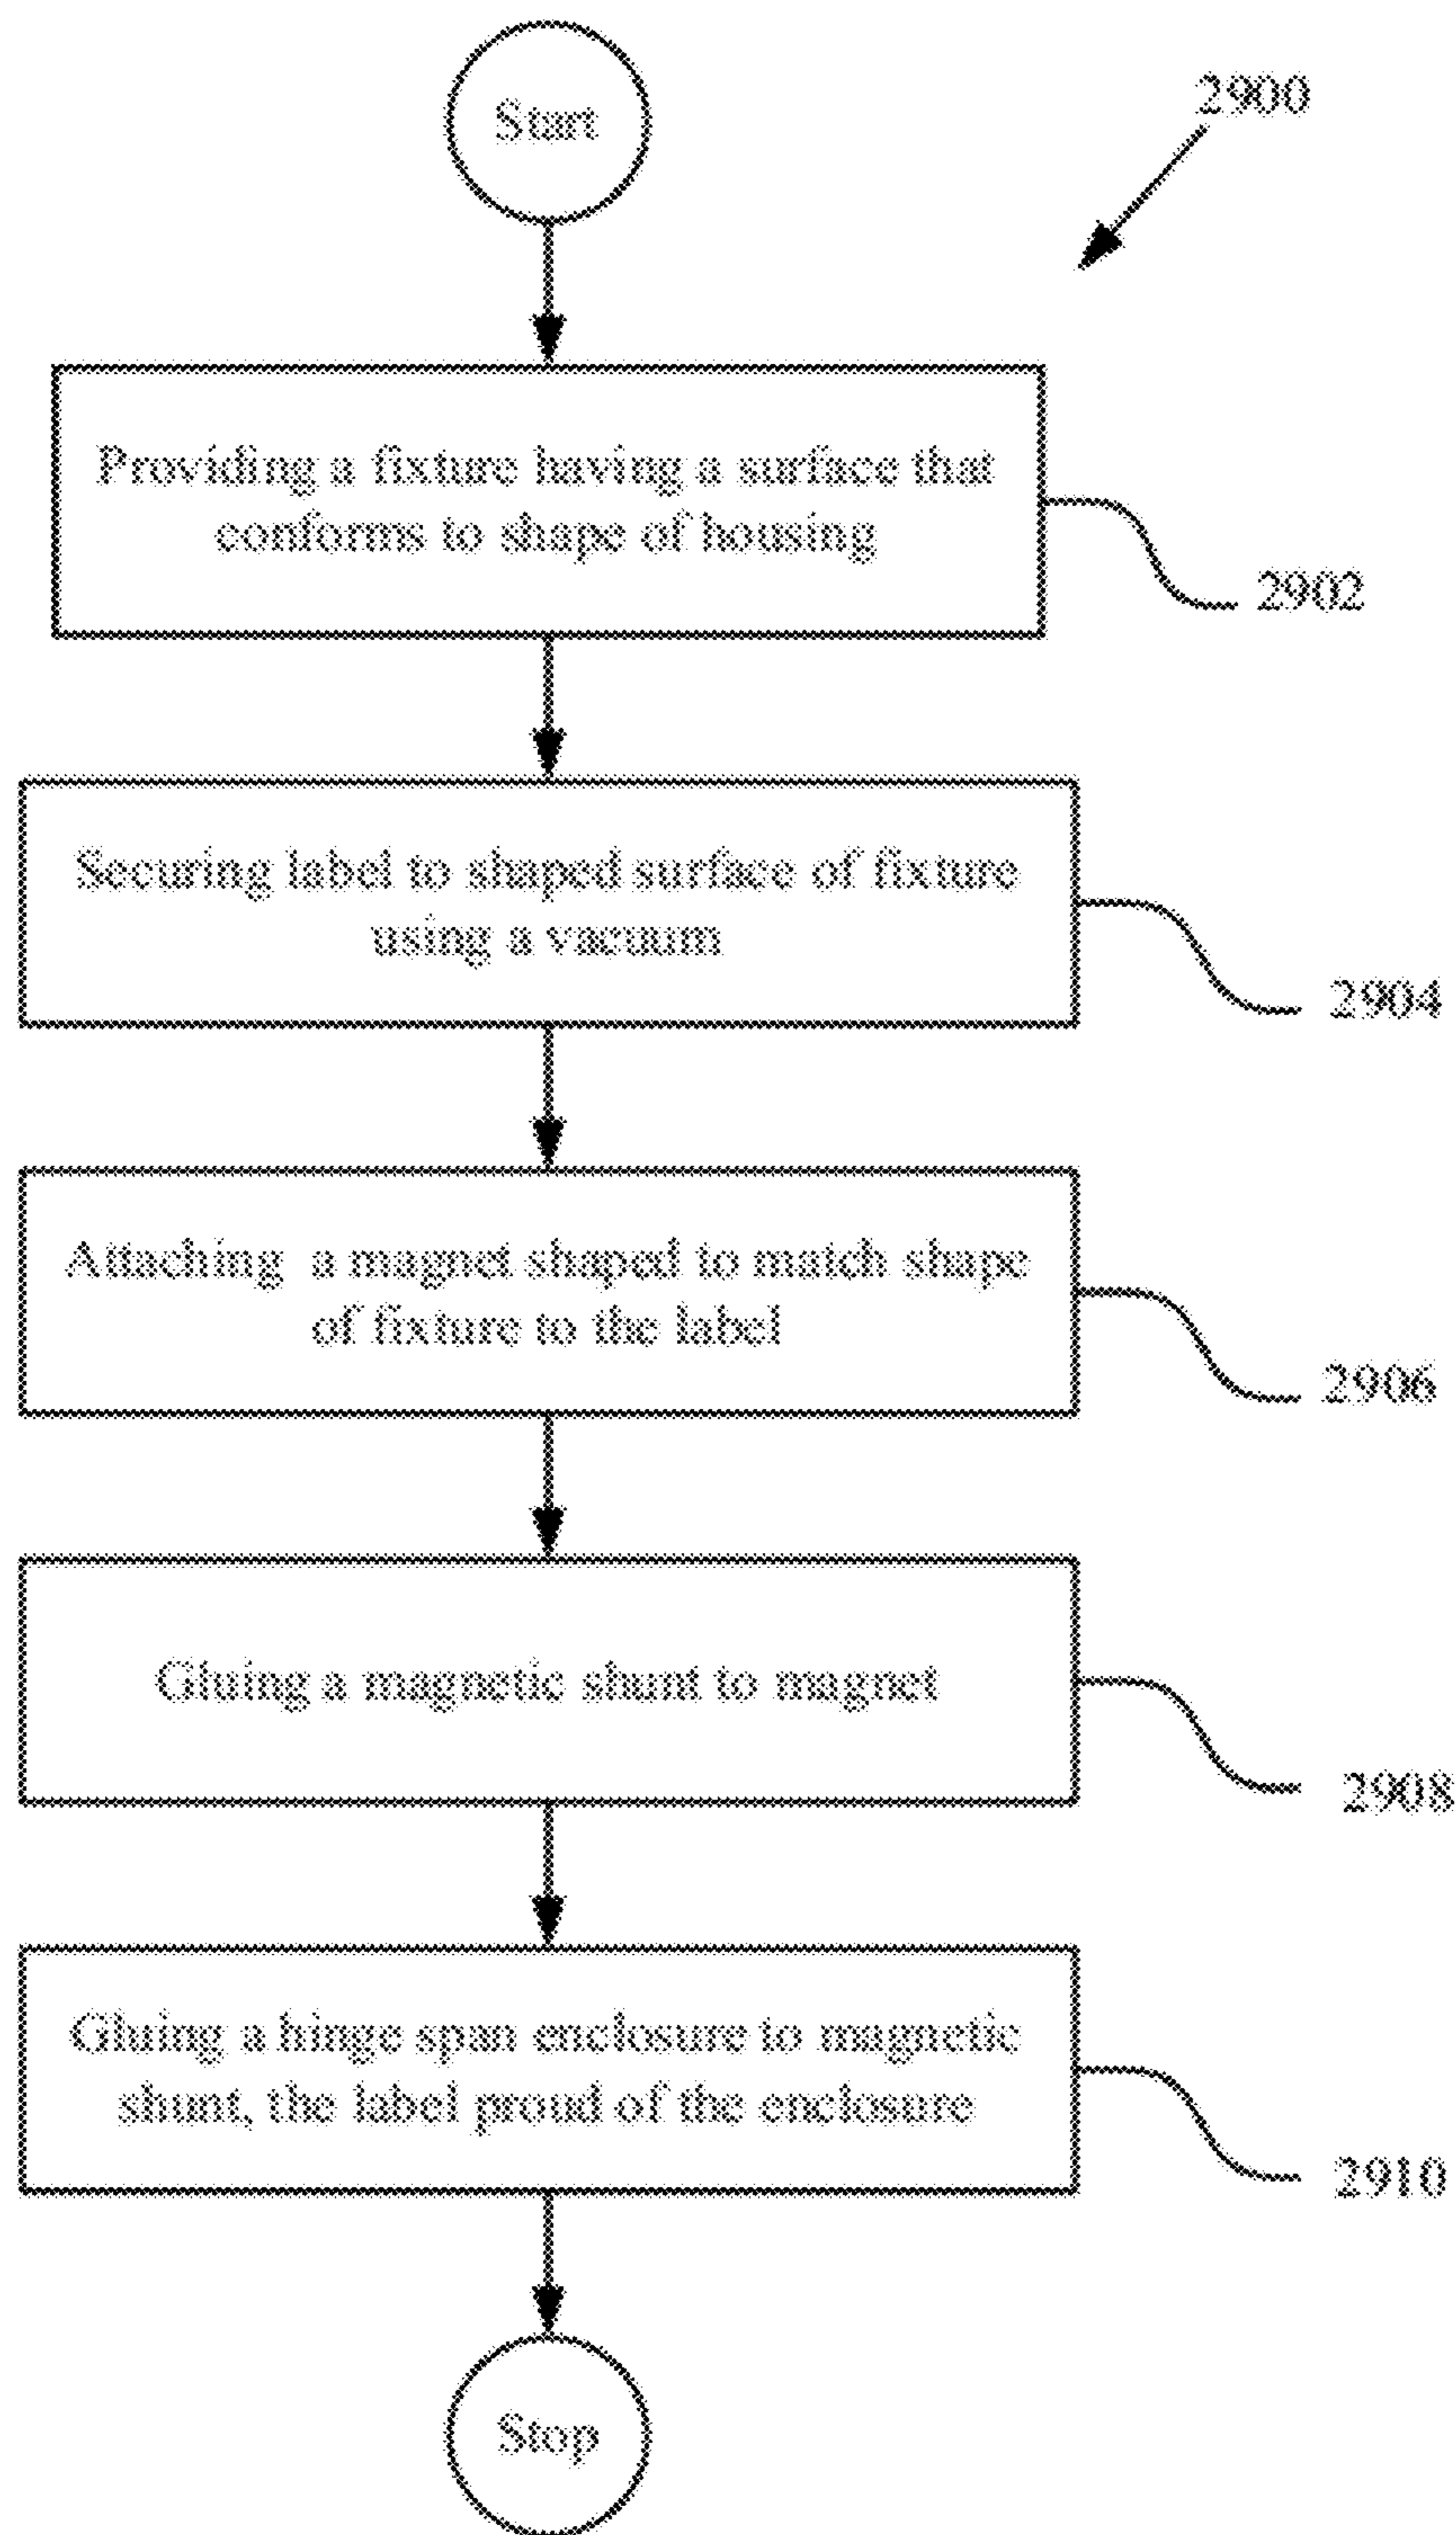 Start
2900
Providing a fixture having a surface that
conforms to shape of housing
2902
Securing label to shaped surface of fixture
using a vacuum
2904
Attaching a magnet shaped to match shape
of fixture to the label
2906
Gluing a magnetic shunt to magnet
2908
Gluing a hinge span enclosure to magnetic
shunt, the label proud of the enclosure
2910
Stop